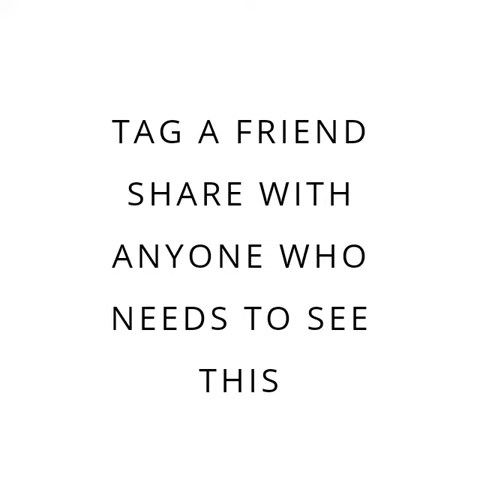 TAG A FRIEND
SHARE WITH
ANYONE WHO
NEEDS TO SEE
THIS